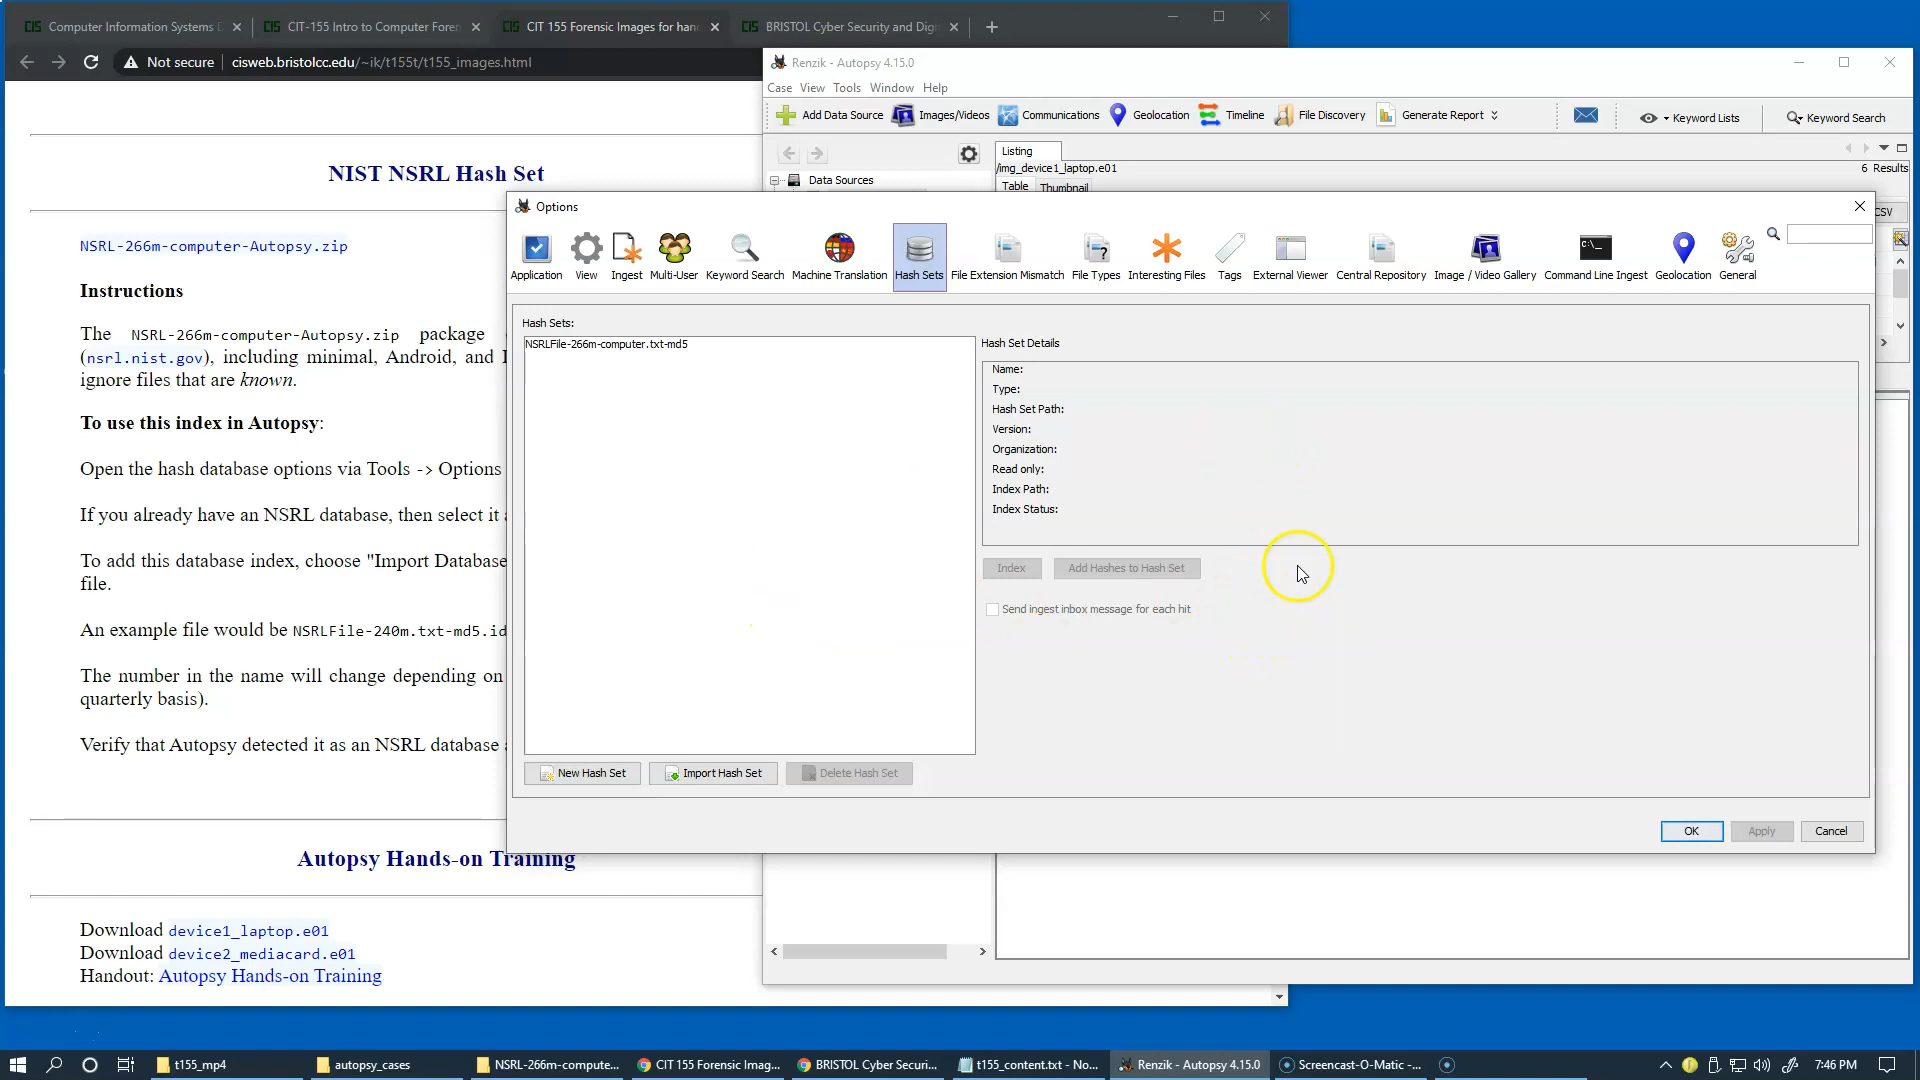 Computer Information Systems D
CIT-155 Intro to Computer Foren
CIT 155 Forensic Images for han
BRISTOL Cyber Security and Digi
Not secure
cisweb.bristolcc.edu/~ik/t155t/t155_images.html
NIST NSRL Hash Set
NSRL-266m-computer-Autopsy.zip
Instructions
The NSRL-266m-computer-Autopsy.zip package
(nsrl.nist.gov), including minimal, Android, and I
ignore files that are known.
To use this index in Autopsy:
Open the hash database options via Tools -> Options
If you already have an NSRL database, then select it a
To add this database index, choose "Import Database
file.
An example file would be NSRLFile-240m.txt-md5.id
The number in the name will change depending on
quarterly basis).
Verify that Autopsy detected it as an NSRL database a
Autopsy Hands-on Training
Download device1_laptop.e01
Download device2_mediacard.e01
Handout: Autopsy Hands-on Training
Renzik - Autopsy 4.15.0
Case View Tools Window Help
Add Data Source Images/Videos Communications Geolocation Timeline File Discovery Generate Report Keyword Lists Keyword Search
Data Sources
Listing
/img_device1_laptop.e01
6 Results
Table Thumbnail
CSV
Options
Application View Ingest Multi-User Keyword Search Machine Translation Hash Sets File Extension Mismatch File Types Interesting Files Tags External Viewer Central Repository Image / Video Gallery Command Line Ingest Geolocation General
Hash Sets:
NSRLFile-266m-computer.txt-md5
Hash Set Details
Name:
Type:
Hash Set Path:
Version:
Organization:
Read only:
Index Path:
Index Status:
Index Add Hashes to Hash Set
Send ingest inbox message for each hit
New Hash Set Import Hash Set Delete Hash Set
OK Apply Cancel
t155_mp4
autopsy_cases
NSRL-266m-compute...
CIT 155 Forensic Imag...
BRISTOL Cyber Securi...
t155_content.txt - No...
Renzik - Autopsy 4.15.0
Screencast-O-Matic -...
7:46 PM